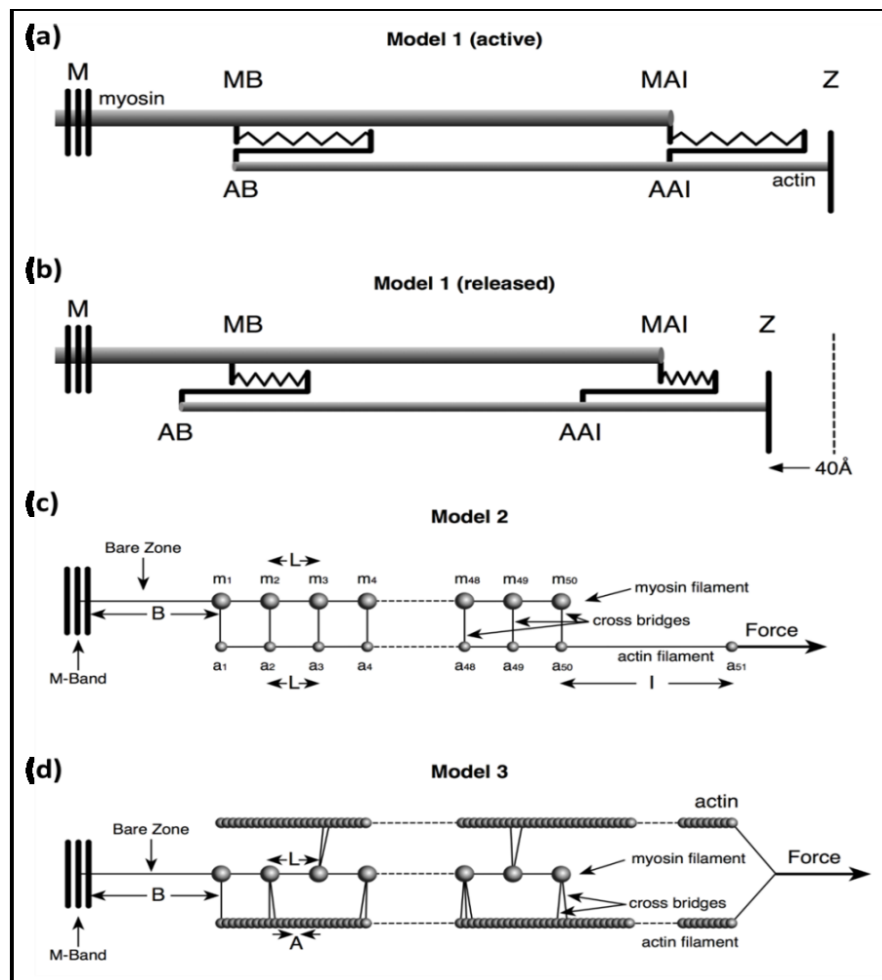 (a)
Model 1 (active)
M
MB
MAI
Z
myosin
AB
AAI
actin
(b)
Model 1 (released)
M
MB
MAI
Z
AB
AAI
40Å
(c)
Model 2
Bare Zone
L
m1 m2 m3 m4 m48 m49 m50
myosin filament
B
cross bridges
Force
actin filament
a1 a2 a3 a4 a48 a49 a50 a51
M-Band
L
I
(d)
Model 3
actin
Bare Zone
L
myosin filament
Force
B
cross bridges
A
actin filament
M-Band